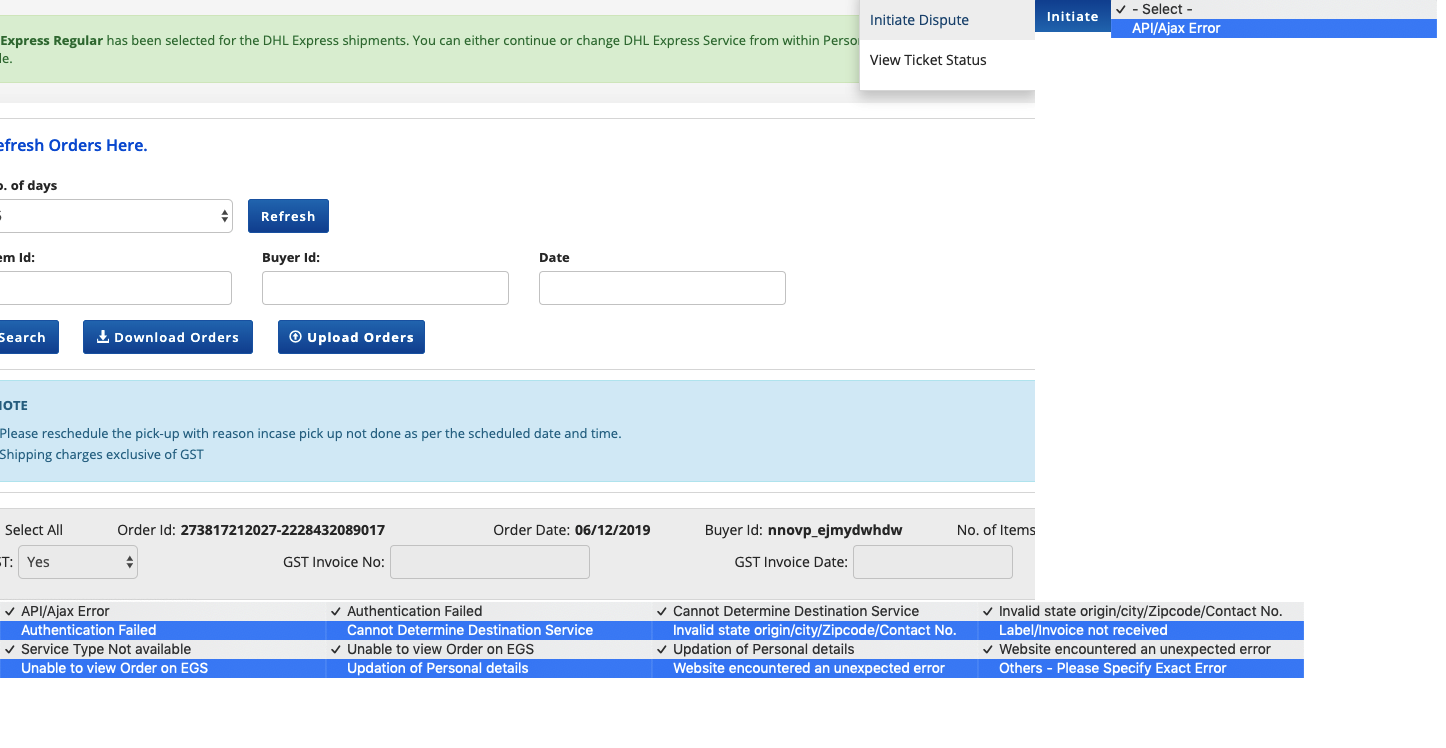 Initiate Dispute
Initiate
✓ - Select -
API/Ajax Error
Express Regular has been selected for the DHL Express shipments. You can either continue or change DHL Express Service from within Perso
View Ticket Status
Refresh Orders Here.
No. of days
Refresh
Item Id: Buyer Id: Date
Search Download Orders Upload Orders
NOTE
Please reschedule the pick-up with reason incase pick up not done as per the scheduled date and time.
Shipping charges exclusive of GST
Select All Order Id: 273817212027-2228432089017 Order Date: 06/12/2019 Buyer Id: nnovp_ejmydwhdw No. of Items
GST: Yes GST Invoice No: GST Invoice Date:
✓ API/Ajax Error ✓ Authentication Failed ✓ Cannot Determine Destination Service ✓ Invalid state origin/city/Zipcode/Contact No.
Authentication Failed Cannot Determine Destination Service Invalid state origin/city/Zipcode/Contact No. Label/Invoice not received
✓ Service Type Not available ✓ Unable to view Order on EGS ✓ Updation of Personal details ✓ Website encountered an unexpected error
Unable to view Order on EGS Updation of Personal details Website encountered an unexpected error Others - Please Specify Exact Error